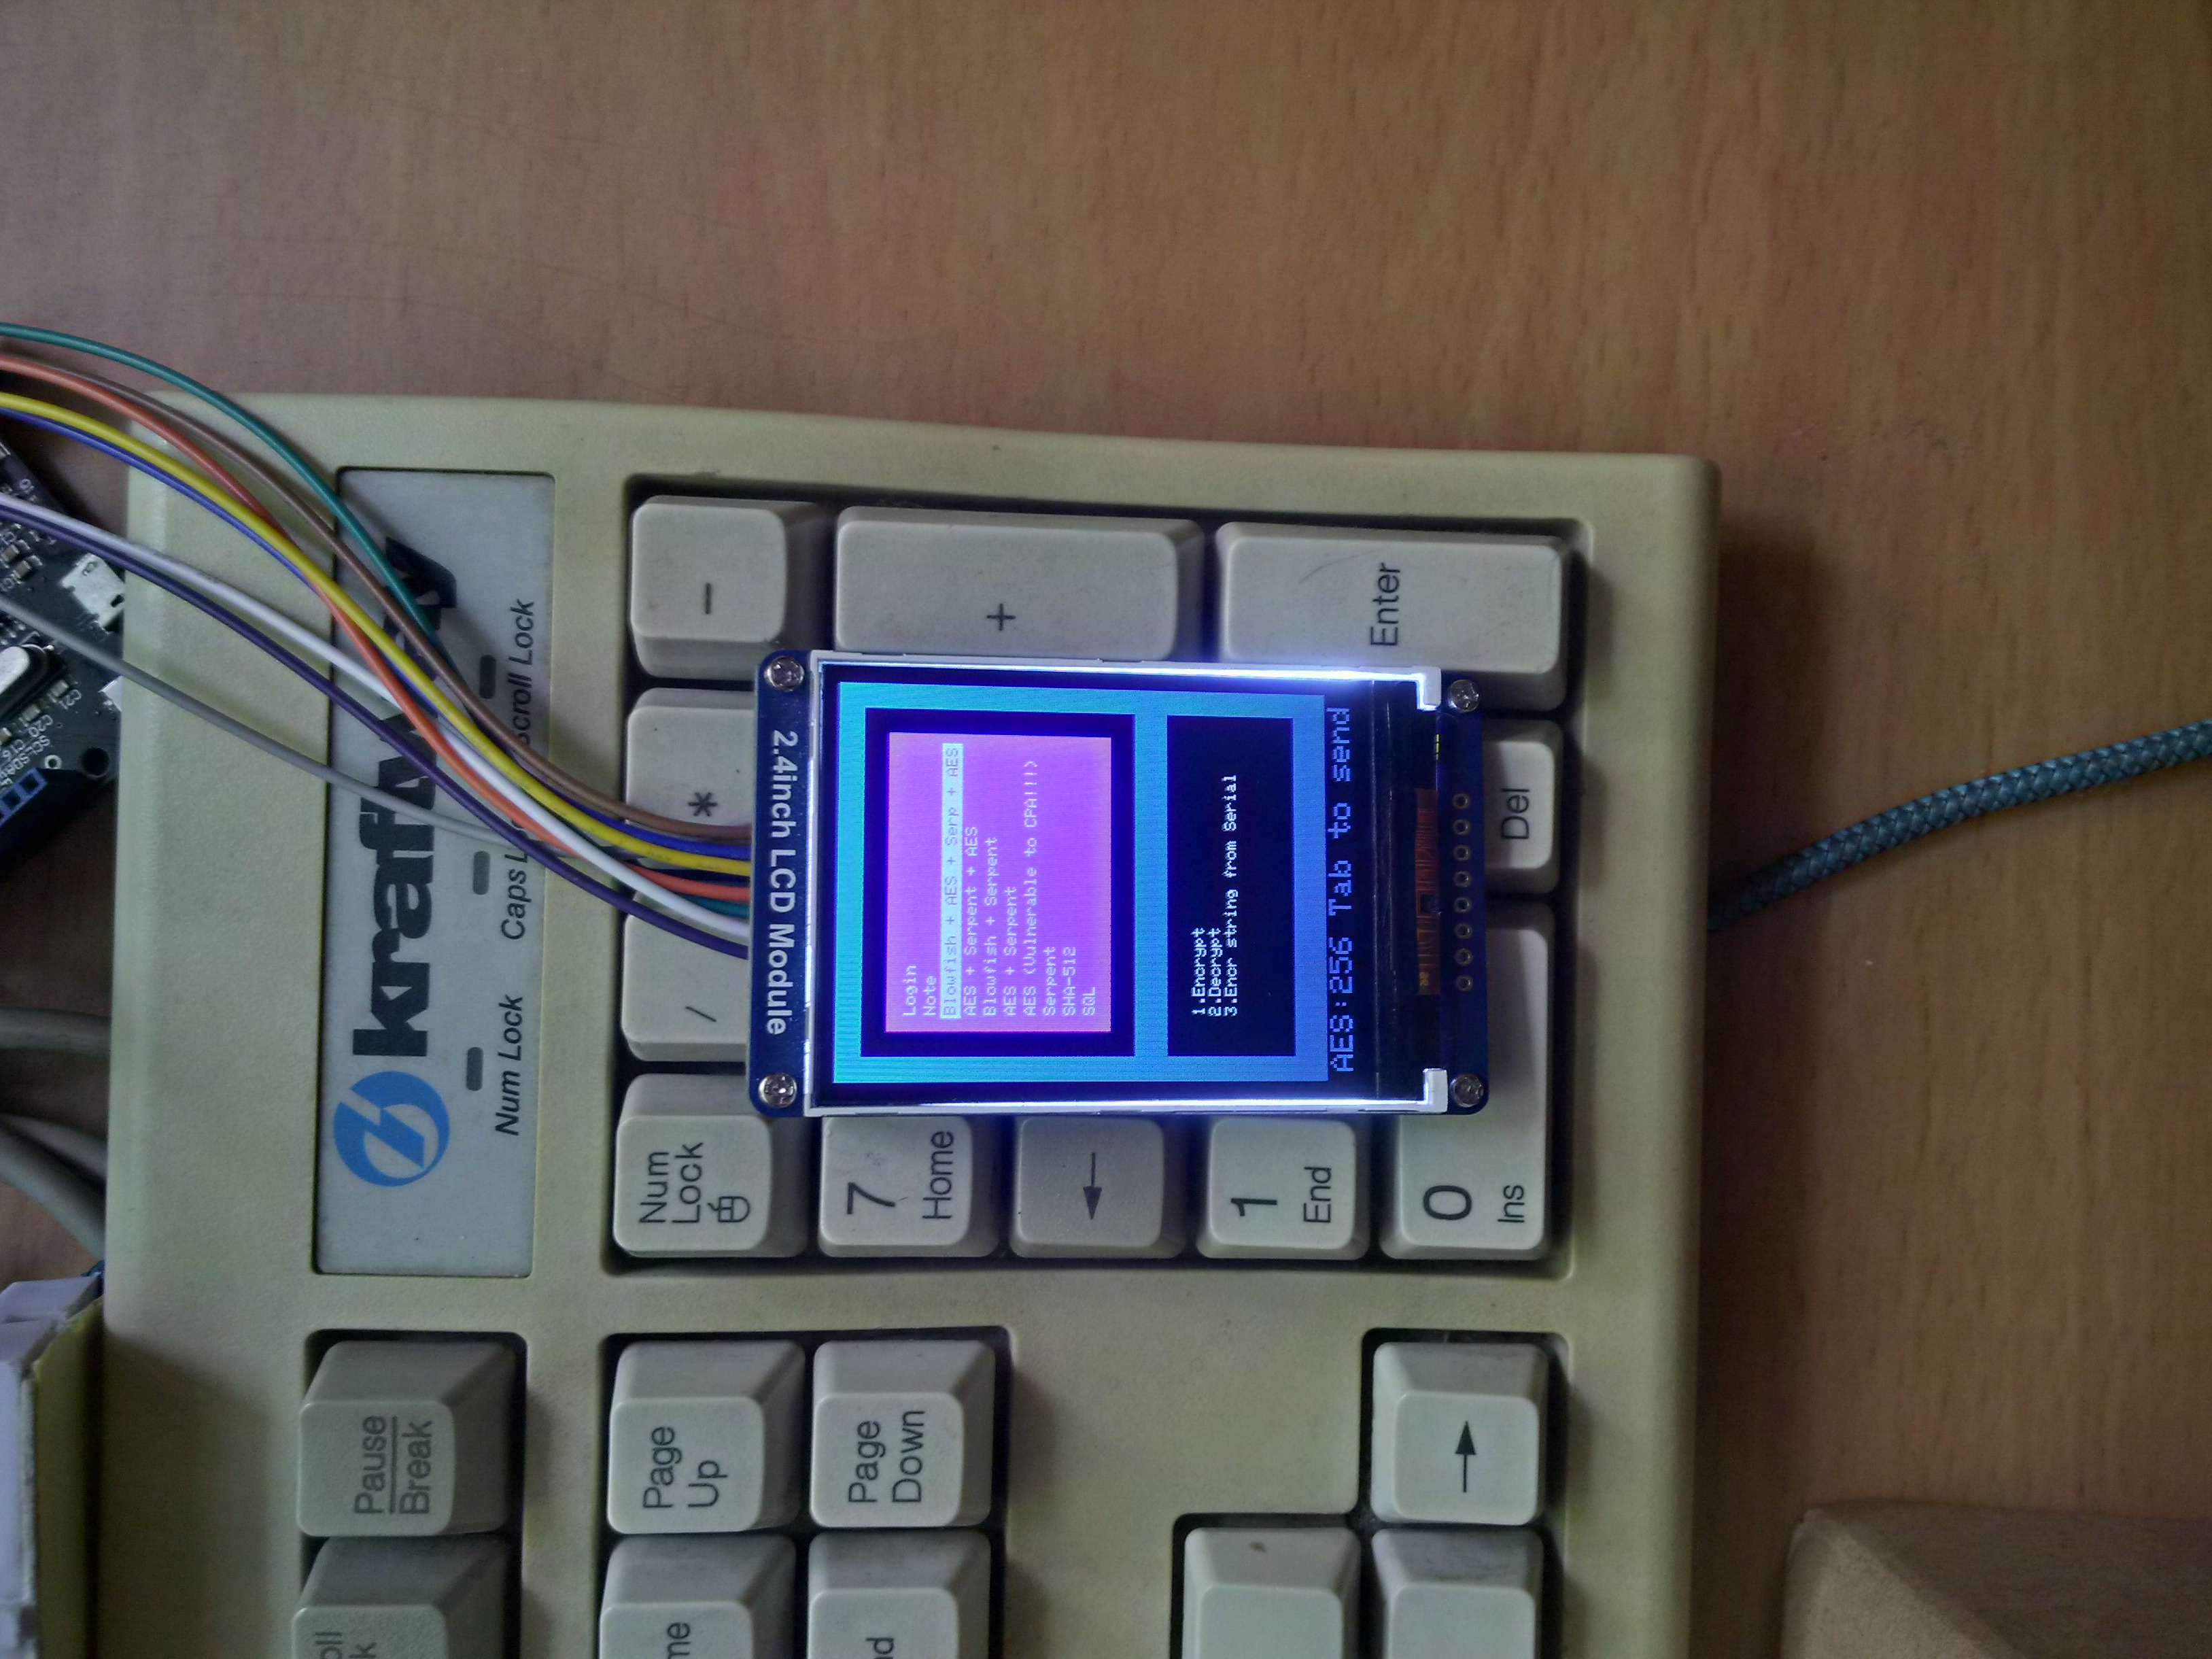 Pause
Break
kraftway
Num Lock
Caps L
Scroll Lock
Page
Up
Num
Lock
/
*
−
2.4inch LCD Module
Page
Down
7
Home
+
Login
Note
Blowfish + AES + Serp + AES
AES + Serpent + AES
Blowfish + Serpent
AES + Serpent
AES (Vulnerable to CPA!!!)
Serpent
SHA-512
SQL
←
1.Encrypt
2.Decrypt
3.Encr string from Serial
1
End
AES:256 Tab to send
Enter
→
0
Ins
Del